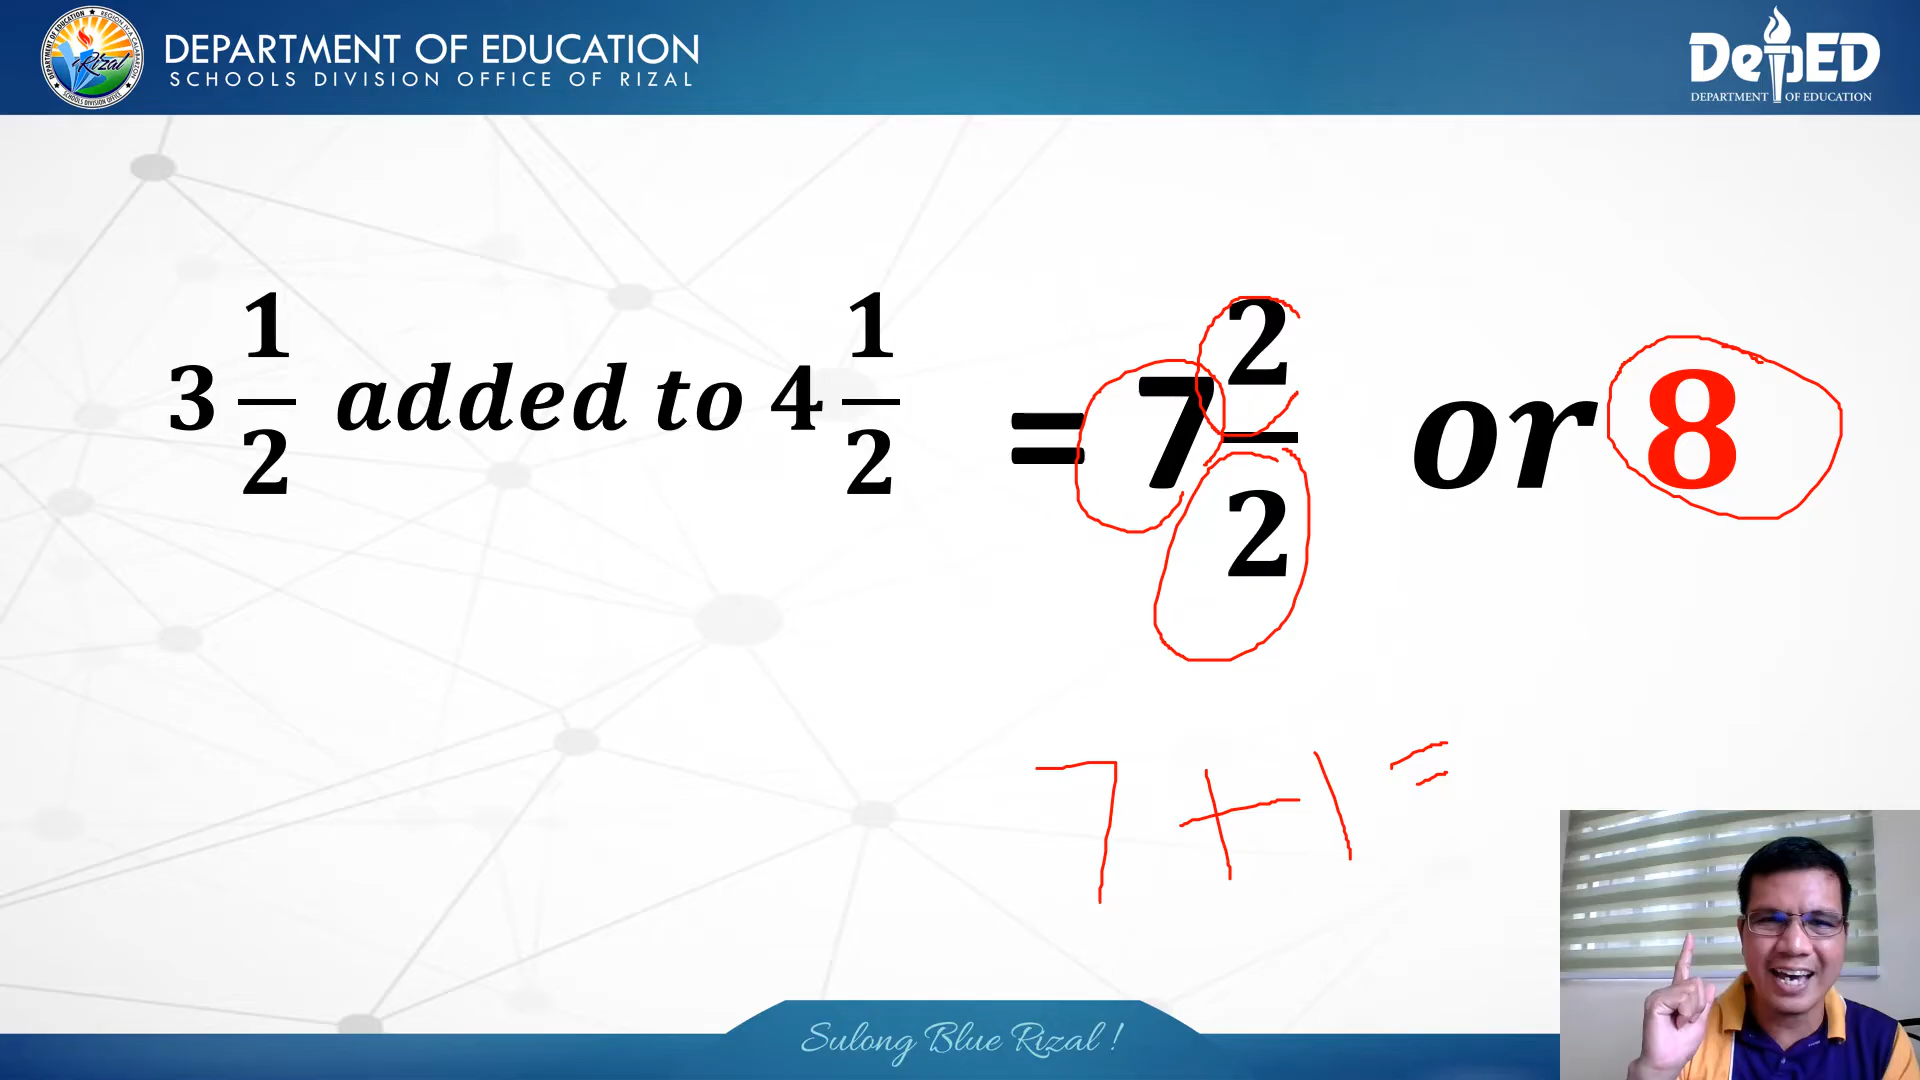 DEPARTMENT OF EDUCATION
SCHOOLS DIVISION OFFICE OF RIZAL
DepED
DEPARTMENT OF EDUCATION
3 1/2 added to 4 1/2 = 7 2/2 or 8
7 + 1 =
Sulong Blue Rizal !